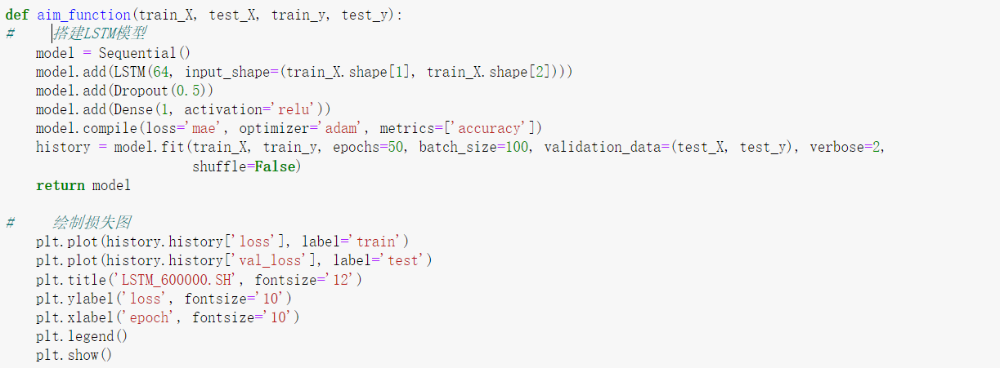 def aim_function(train_X, test_X, train_y, test_y):
#     搭建LSTM模型
    model = Sequential()
    model.add(LSTM(64, input_shape=(train_X.shape[1], train_X.shape[2])))
    model.add(Dropout(0.5))
    model.add(Dense(1, activation='relu'))
    model.compile(loss='mae', optimizer='adam', metrics=['accuracy'])
    history = model.fit(train_X, train_y, epochs=50, batch_size=100, validation_data=(test_X, test_y), verbose=2,
                        shuffle=False)
    return model

#     绘制损失图
    plt.plot(history.history['loss'], label='train')
    plt.plot(history.history['val_loss'], label='test')
    plt.title('LSTM_600000.SH', fontsize='12')
    plt.ylabel('loss', fontsize='10')
    plt.xlabel('epoch', fontsize='10')
    plt.legend()
    plt.show()